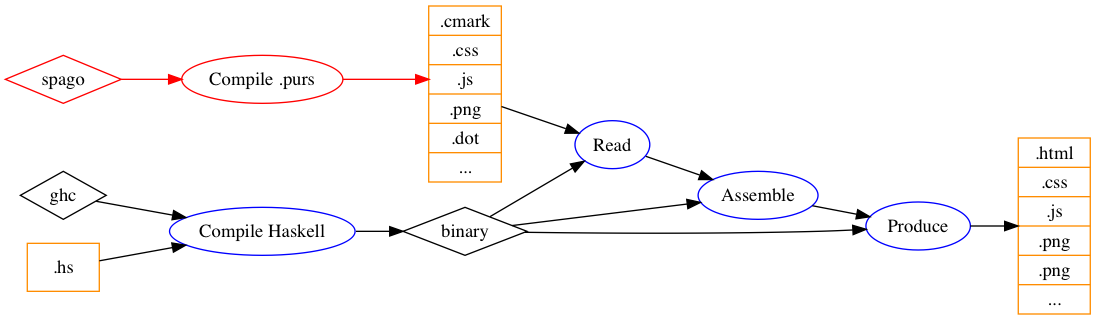 spago
Compile .purs
.cmark
.css
.js
.png
.dot
...
ghc
.hs
Compile Haskell
binary
Read
Assemble
Produce
.html
.css
.js
.png
.png
...